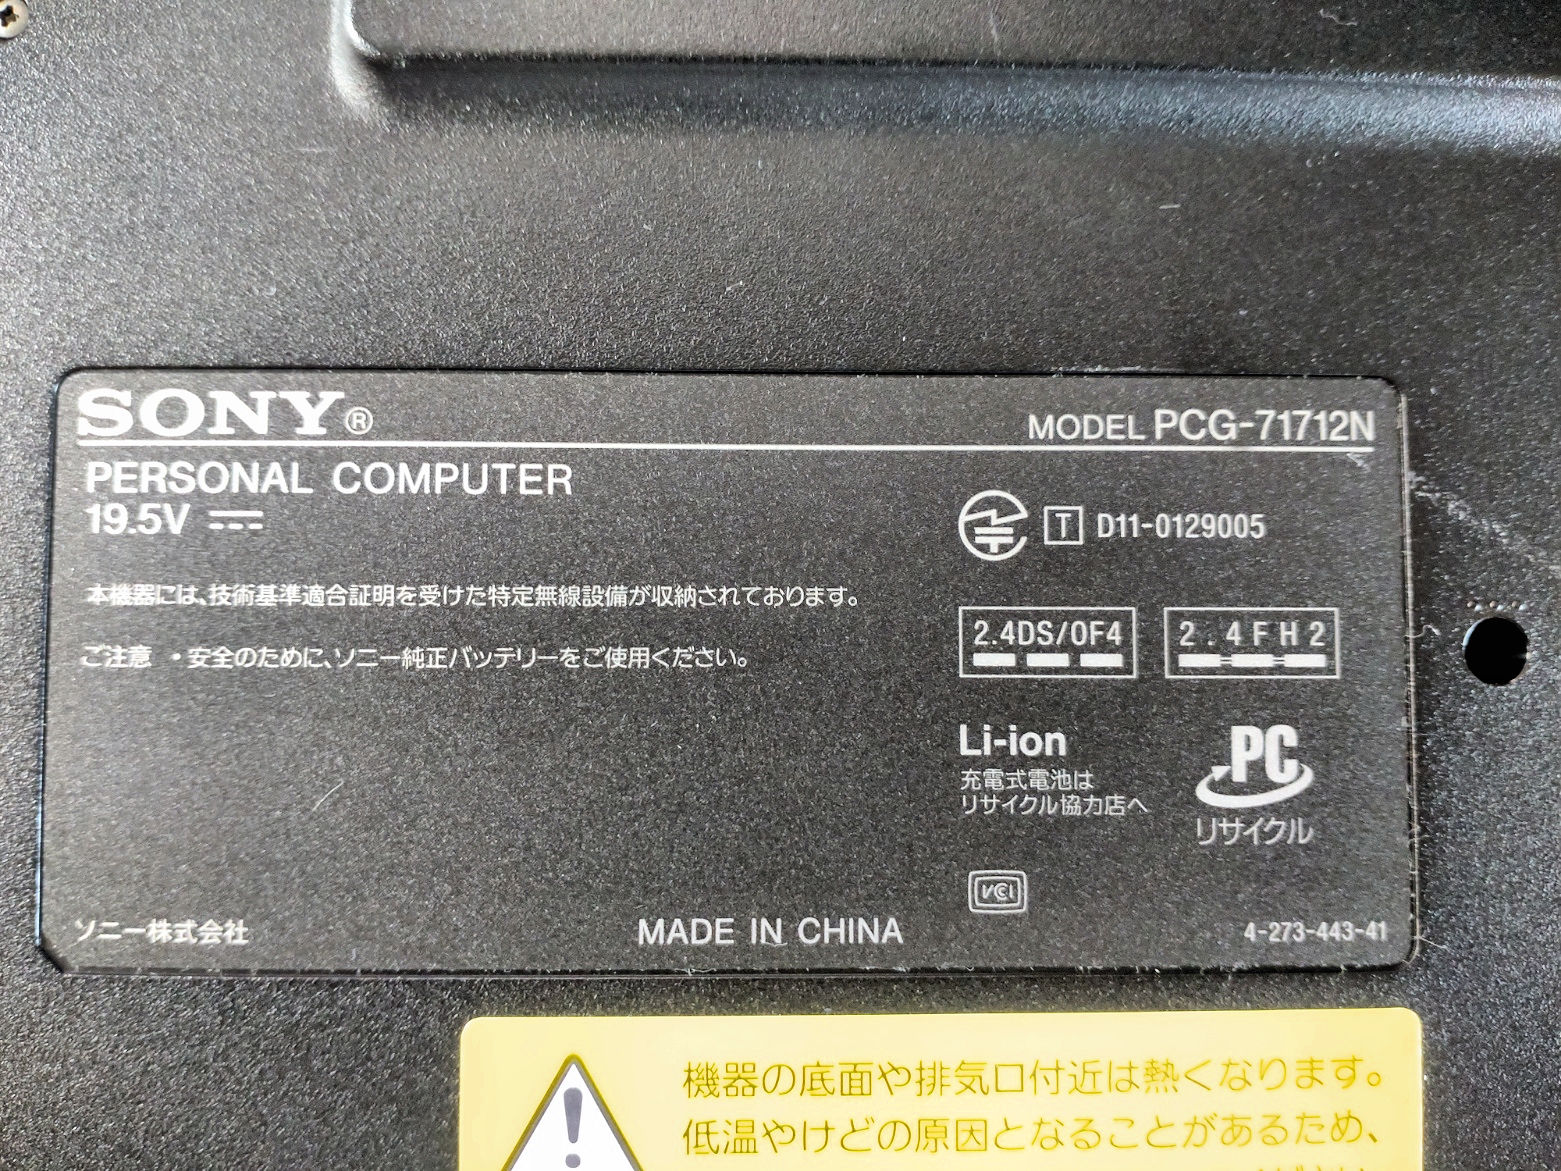 SONY®
MODEL PCG-71712N
PERSONAL COMPUTER
19.5V
T D11-0129005
本機器には、技術基準適合証明を受けた特定無線設備が収納されております。
2.4DS/OF4
2.4FH2
ご注意 ・安全のために、ソニー純正バッテリーをご使用ください。
Li-ion
充電式電池は
リサイクル協力店へ
PC
リサイクル
VCI
ソニー株式会社
MADE IN CHINA
4-273-443-41
機器の底面や排気口付近は熱くなります。
低温やけどの原因となることがあるため、